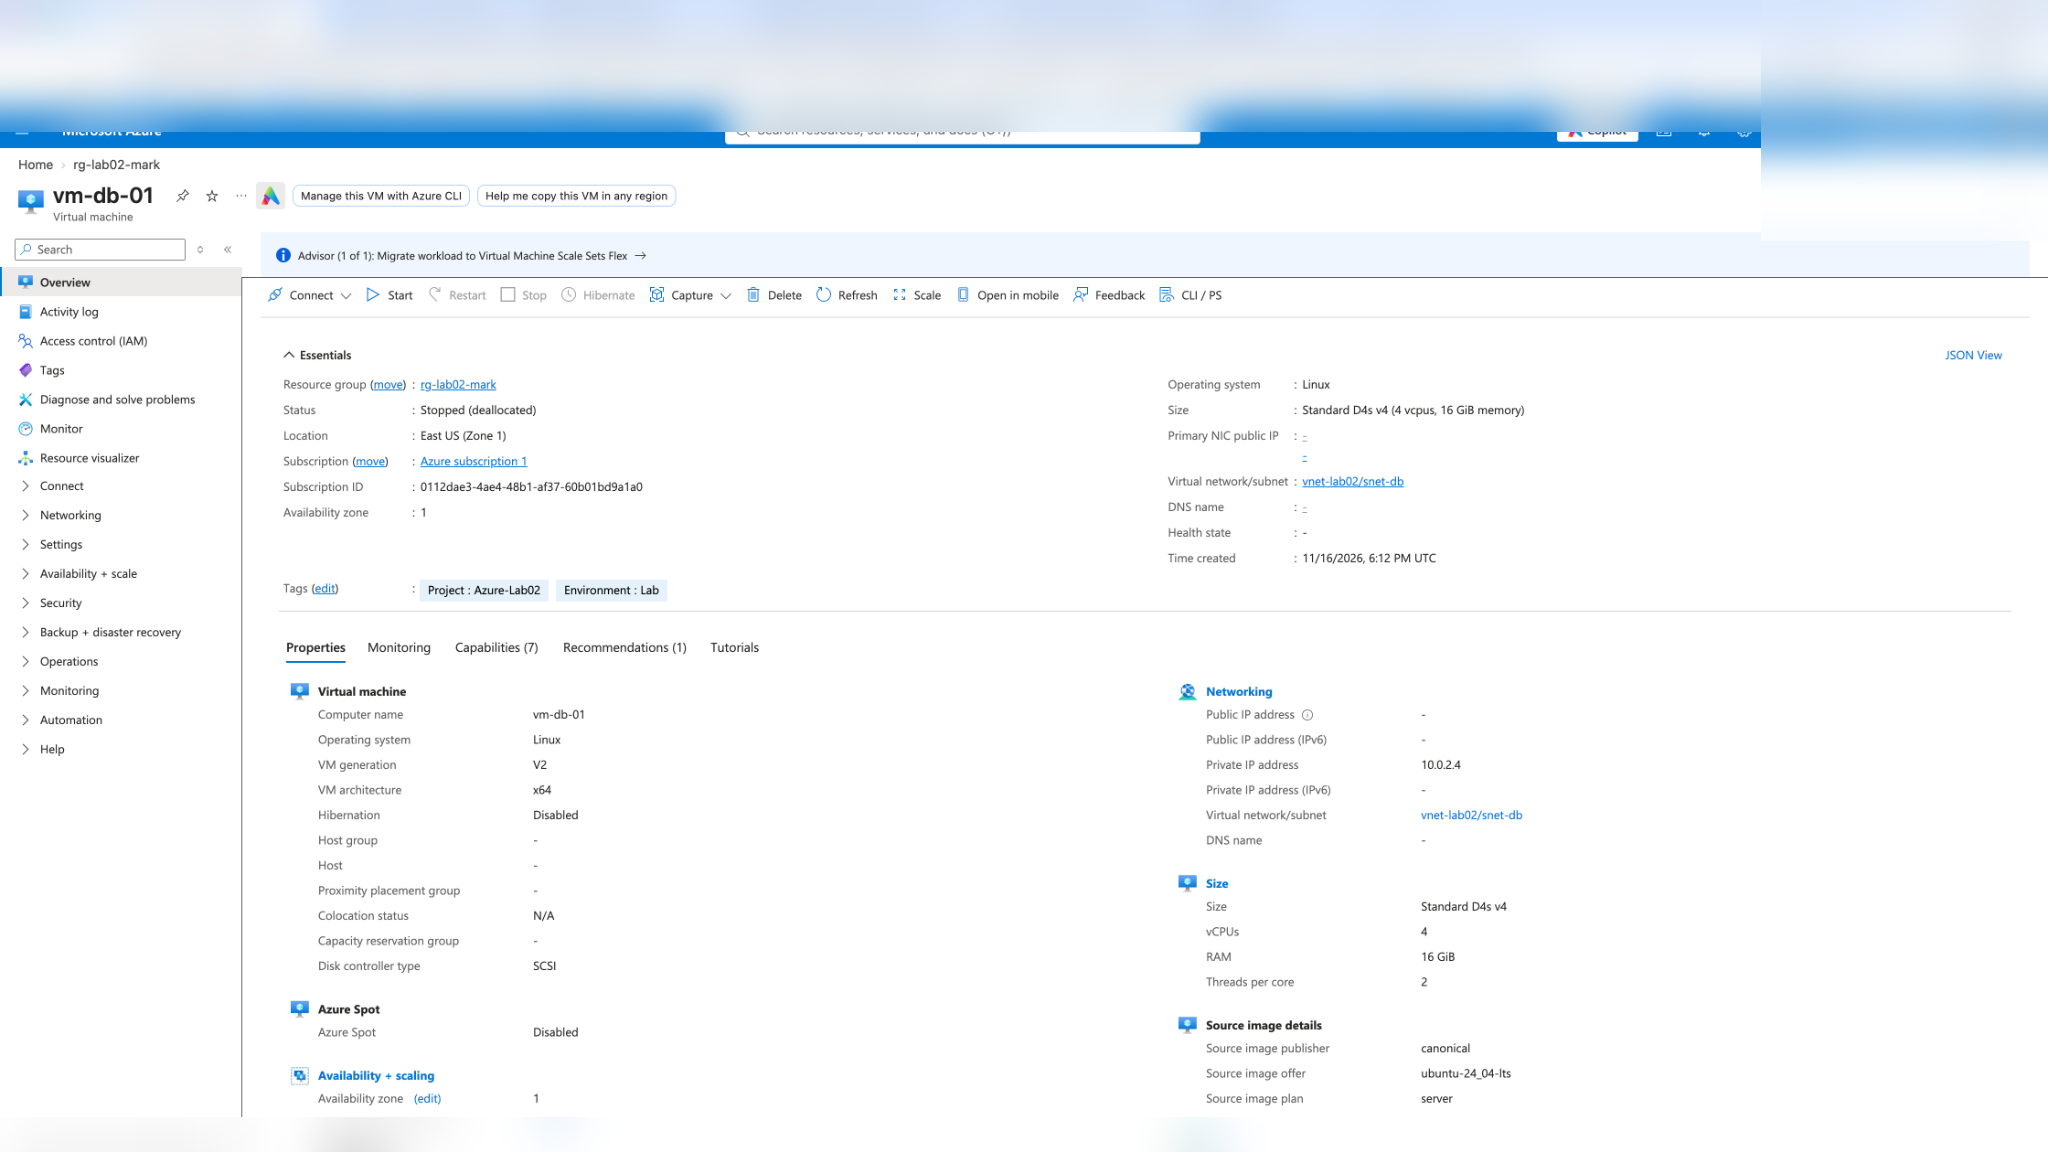 Microsoft Azure
Search resources, services, and docs (G+/)
Copilot
Home > rg-lab02-mark
vm-db-01
Virtual machine
Manage this VM with Azure CLI
Help me copy this VM in any region
Search
Advisor (1 of 1): Migrate workload to Virtual Machine Scale Sets Flex →
Overview
Activity log
Access control (IAM)
Tags
Diagnose and solve problems
Monitor
Resource visualizer
Connect
Networking
Settings
Availability + scale
Security
Backup + disaster recovery
Operations
Monitoring
Automation
Help
Connect Start Restart Stop Hibernate Capture Delete Refresh Scale Open in mobile Feedback CLI / PS
Essentials
JSON View
Resource group (move) : rg-lab02-mark
Status : Stopped (deallocated)
Location : East US (Zone 1)
Subscription (move) : Azure subscription 1
Subscription ID : 0112dae3-4ae4-48b1-af37-60b01bd9a1a0
Availability zone : 1
Operating system : Linux
Size : Standard D4s v4 (4 vcpus, 16 GiB memory)
Primary NIC public IP : -
-
Virtual network/subnet : vnet-lab02/snet-db
DNS name : -
Health state : -
Time created : 11/16/2026, 6:12 PM UTC
Tags (edit) : Project : Azure-Lab02 Environment : Lab
Properties Monitoring Capabilities (7) Recommendations (1) Tutorials
Virtual machine
Computer name vm-db-01
Operating system Linux
VM generation V2
VM architecture x64
Hibernation Disabled
Host group -
Host -
Proximity placement group -
Colocation status N/A
Capacity reservation group -
Disk controller type SCSI
Azure Spot
Azure Spot Disabled
Availability + scaling
Availability zone (edit) 1
Networking
Public IP address -
Public IP address (IPv6) -
Private IP address 10.0.2.4
Private IP address (IPv6) -
Virtual network/subnet vnet-lab02/snet-db
DNS name -
Size
Size Standard D4s v4
vCPUs 4
RAM 16 GiB
Threads per core 2
Source image details
Source image publisher canonical
Source image offer ubuntu-24_04-lts
Source image plan server